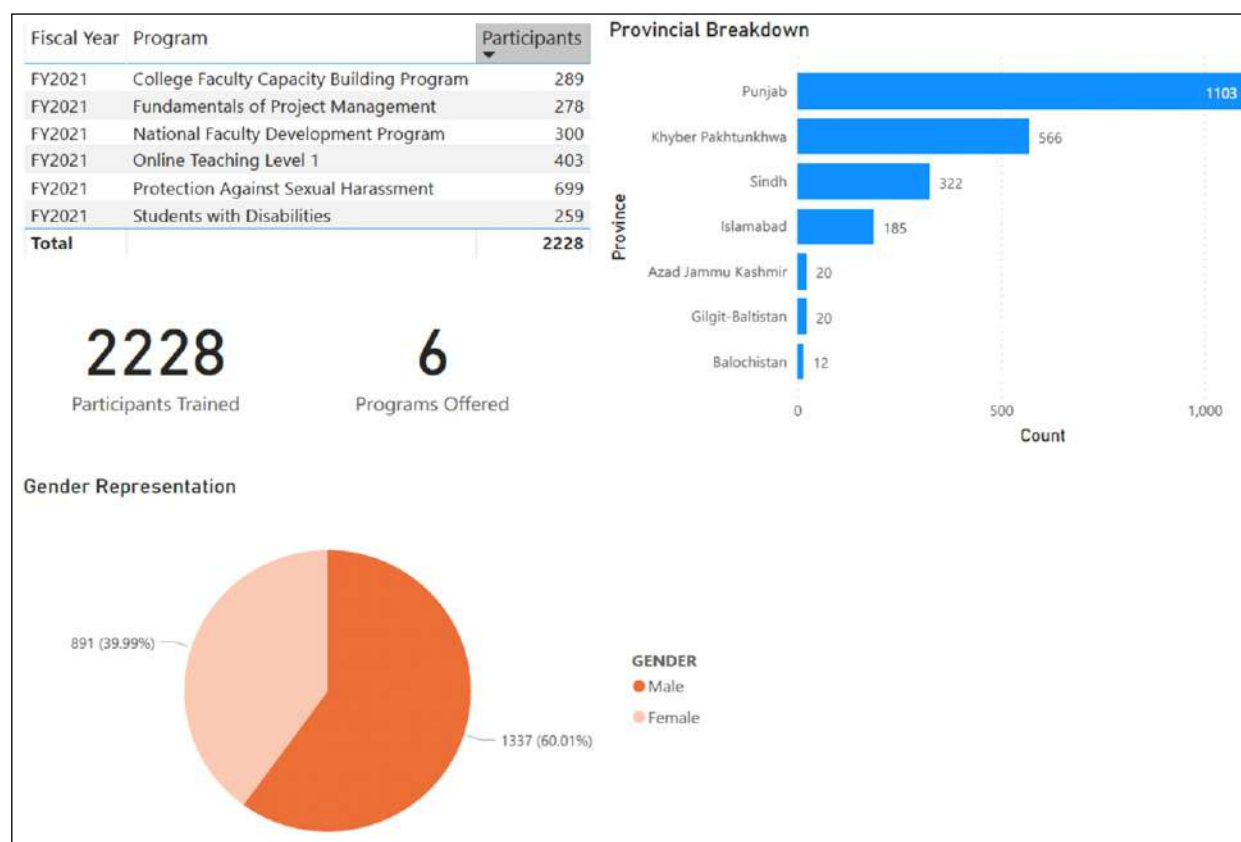 Fiscal Year Program Participants
FY2021 College Faculty Capacity Building Program 289
FY2021 Fundamentals of Project Management 278
FY2021 National Faculty Development Program 300
FY2021 Online Teaching Level 1 403
FY2021 Protection Against Sexual Harassment 699
FY2021 Students with Disabilities 259
Total 2228
2228
Participants Trained
6
Programs Offered
Provincial Breakdown
Province
Punjab 1103
Khyber Pakhtunkhwa 566
Sindh 322
Islamabad 185
Azad Jammu Kashmir 20
Gilgit-Baltistan 20
Balochistan 12
0 500 1,000
Count
Gender Representation
891 (39.99%)
1337 (60.01%)
GENDER
Male
Female